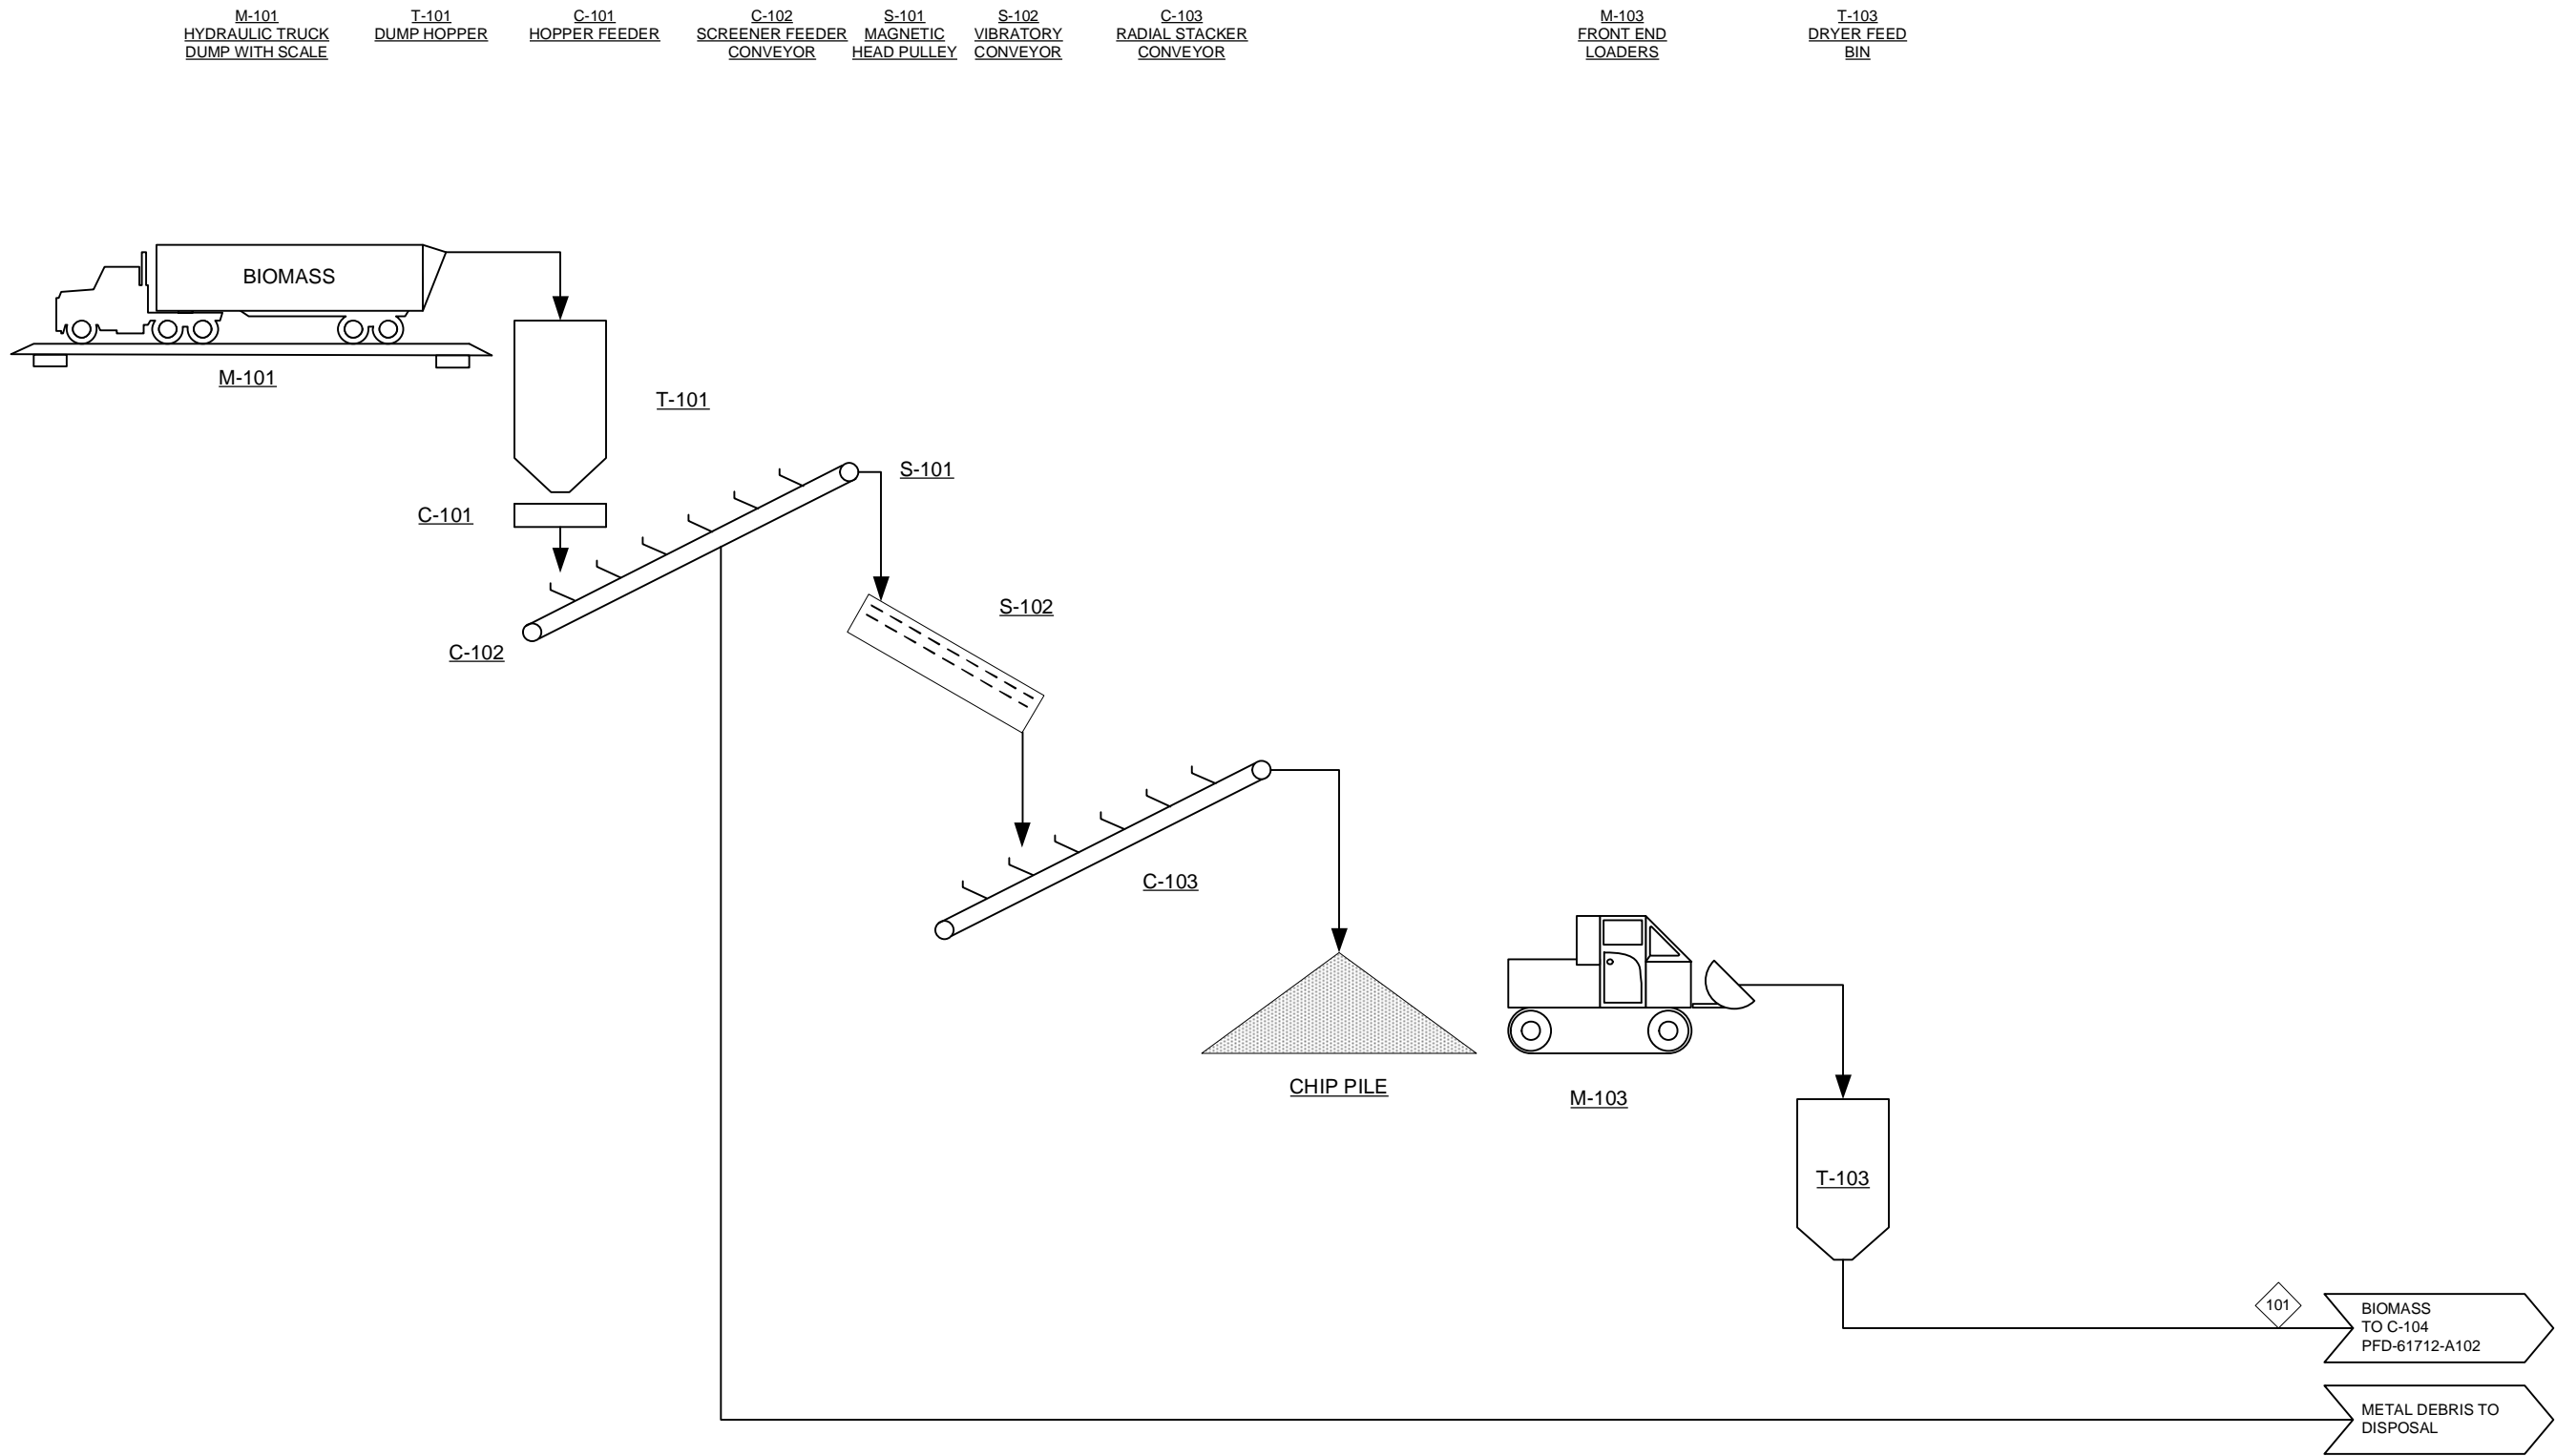 M-101
HYDRAULIC TRUCK
DUMP WITH SCALE
T-101
DUMP HOPPER
C-101
HOPPER FEEDER
C-102
SCREENER FEEDER
CONVEYOR
S-101
MAGNETIC
HEAD PULLEY
S-102
VIBRATORY
CONVEYOR
C-103
RADIAL STACKER
CONVEYOR
M-103
FRONT END
LOADERS
T-103
DRYER FEED
BIN
BIOMASS
M-101
T-101
S-101
C-101
S-102
C-102
C-103
CHIP PILE
M-103
T-103
101
BIOMASS
TO C-104
PFD-61712-A102
METAL DEBRIS TO
DISPOSAL